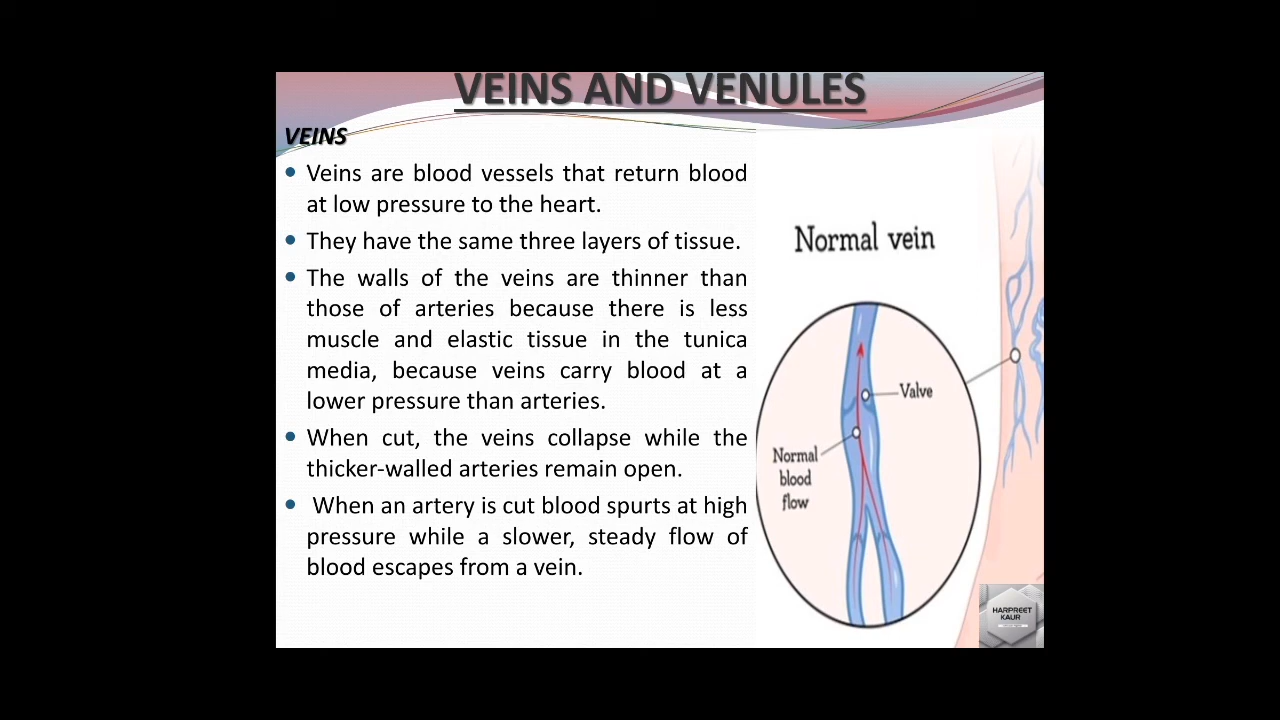 VEINS AND VENULES
VEINS
• Veins are blood vessels that return blood
at low pressure to the heart.
• They have the same three layers of tissue.
• The walls of the veins are thinner than
those of arteries because there is less
muscle and elastic tissue in the tunica
media, because veins carry blood at a
lower pressure than arteries.
• When cut, the veins collapse while the
thicker-walled arteries remain open.
• When an artery is cut blood spurts at high
pressure while a slower, steady flow of
blood escapes from a vein.
Normal vein
Valve
Normal
blood
flow
HARPREET
KAUR